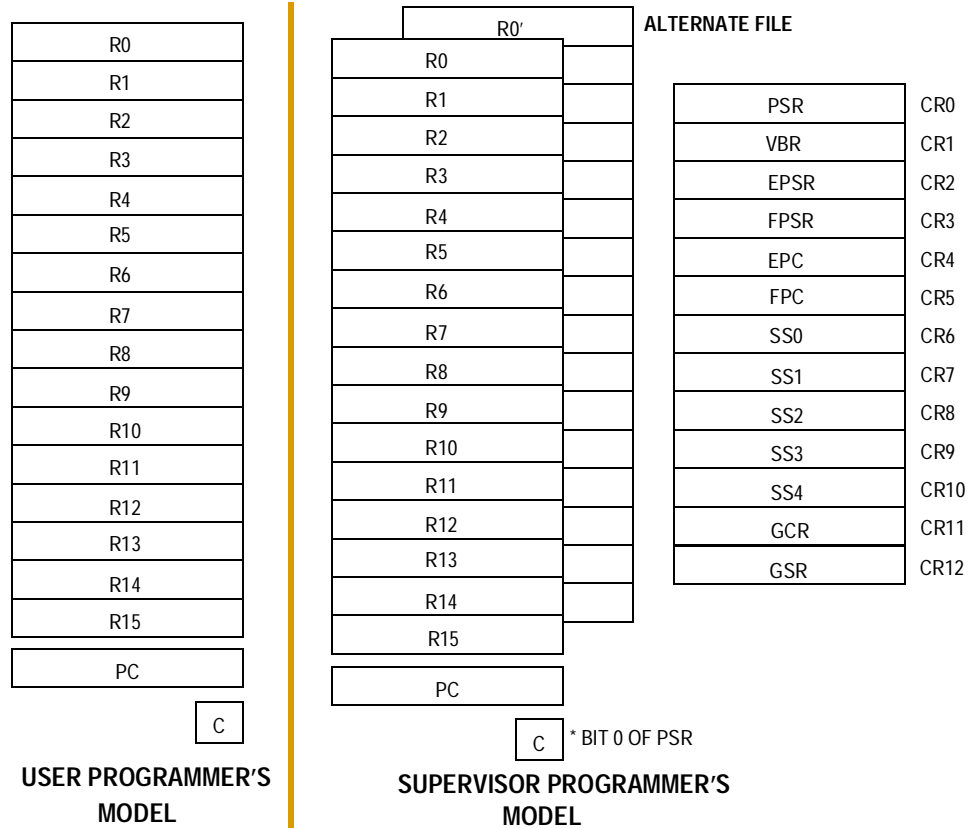 R0
R1
R2
R3
R4
R5
R6
R7
R8
R9
R10
R11
R12
R13
R14
R15
PC
C
USER PROGRAMMER'S
MODEL
R0′
ALTERNATE FILE
R0
R1
R2
R3
R4
R5
R6
R7
R8
R9
R10
R11
R12
R13
R14
R15
PC
C * BIT 0 OF PSR
SUPERVISOR PROGRAMMER'S
MODEL
PSR CR0
VBR CR1
EPSR CR2
FPSR CR3
EPC CR4
FPC CR5
SS0 CR6
SS1 CR7
SS2 CR8
SS3 CR9
SS4 CR10
GCR CR11
GSR CR12